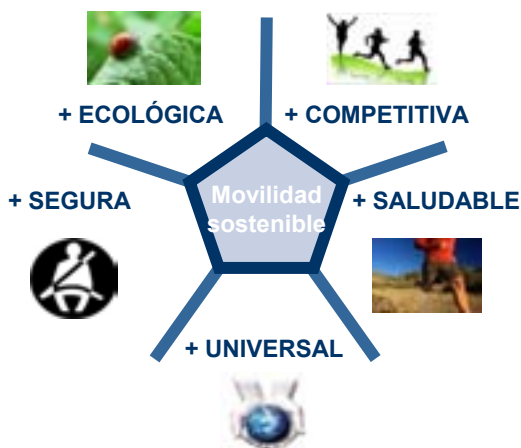 + ECOLÓGICA
+ COMPETITIVA
+ SEGURA
Movilidad
sostenible
+ SALUDABLE
+ UNIVERSAL